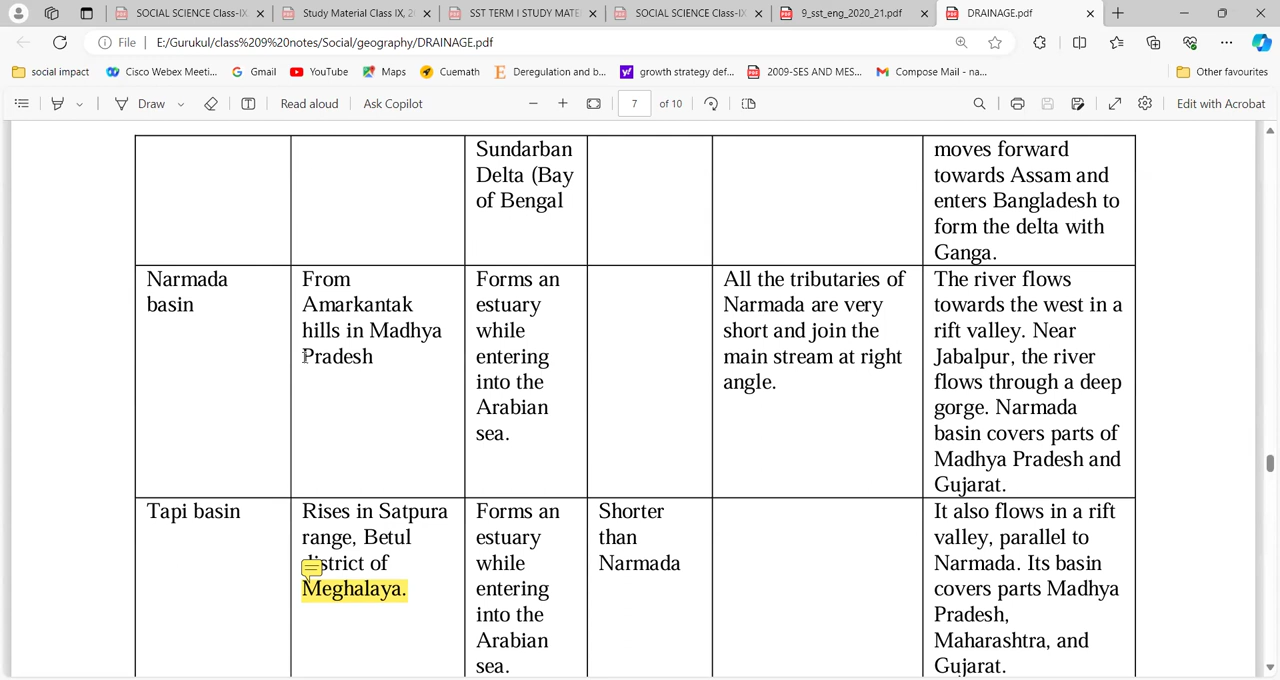 SOCIAL SCIENCE Class-IX
Study Material Class IX, 2
SST TERM I STUDY MATE
SOCIAL SCIENCE Class-IX
9_sst_eng_2020_21.pdf
DRAINAGE.pdf
File E:/Gurukul/class%209%20notes/Social/geography/DRAINAGE.pdf
social impact
Cisco Webex Meeti...
Gmail
YouTube
Maps
Cuemath
Deregulation and b...
growth strategy def...
2009-SES AND MES...
Compose Mail - na...
Other favourites
Draw
Read aloud
Ask Copilot
7 of 10
Edit with Acrobat
Sundarban
Delta (Bay
of Bengal
moves forward
towards Assam and
enters Bangladesh to
form the delta with
Ganga.
Narmada
basin
From
Amarkantak
hills in Madhya
Pradesh
Forms an
estuary
while
entering
into the
Arabian
sea.
All the tributaries of
Narmada are very
short and join the
main stream at right
angle.
The river flows
towards the west in a
rift valley. Near
Jabalpur, the river
flows through a deep
gorge. Narmada
basin covers parts of
Madhya Pradesh and
Gujarat.
Tapi basin
Rises in Satpura
range, Betul
district of
Meghalaya.
Forms an
estuary
while
entering
into the
Arabian
sea.
Shorter
than
Narmada
It also flows in a rift
valley, parallel to
Narmada. Its basin
covers parts Madhya
Pradesh,
Maharashtra, and
Gujarat.